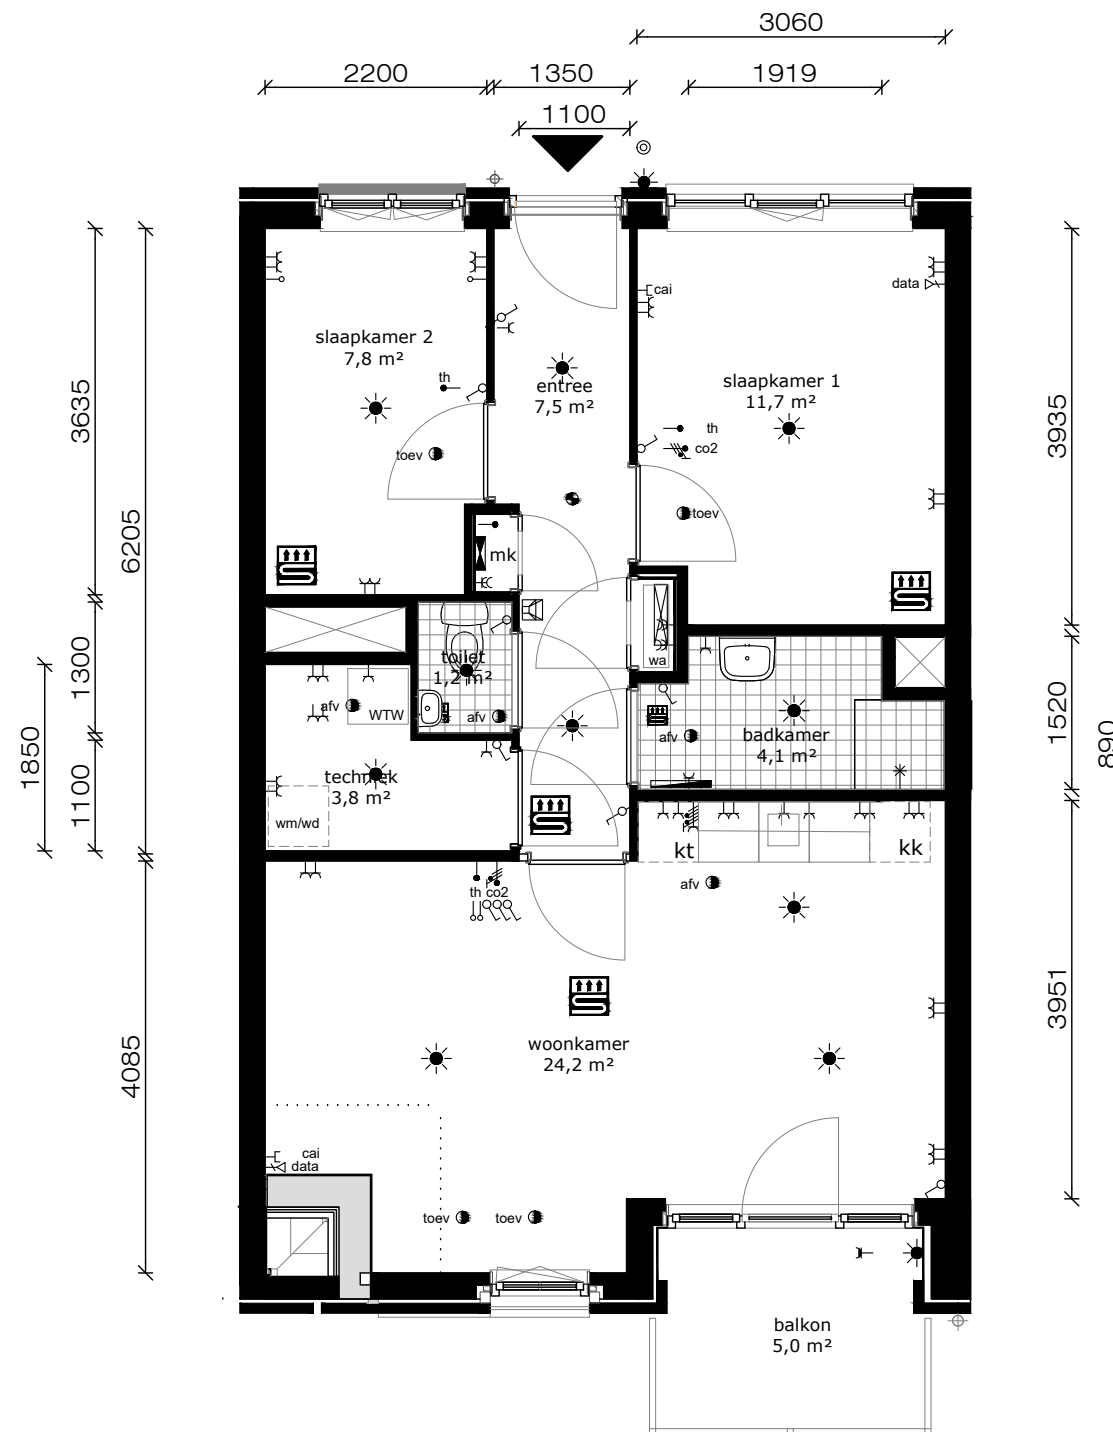 3060
2200
1350
1919
1100
cai
data
slaapkamer 2
7,8 m²
th
entree
7,5 m²
slaapkamer 1
11,7 m²
th
co2
toev
toev
3635
6205
3935
mk
wa
toilet
1,2 m²
afv
WTW
afv
1300
1850
1100
techniek
3,8 m²
wm/wd
afv
badkamer
4,1 m²
1520
890
kt
kk
afv
th co2
woonkamer
24,2 m²
3951
4085
cai
data
toev
toev
balkon
5,0 m²